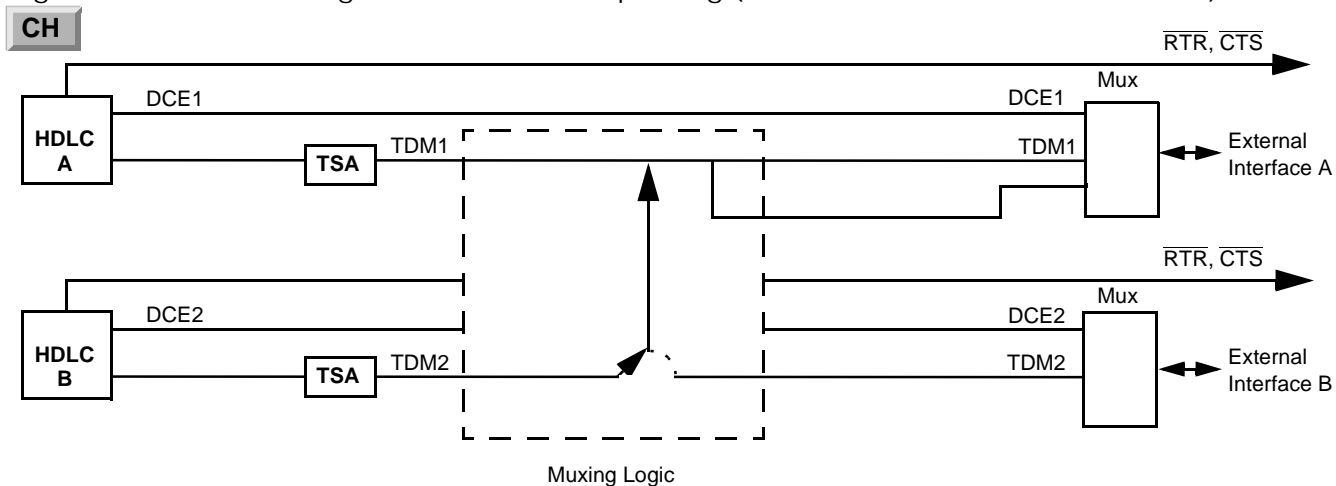 CH
RTR, CTS
Mux
DCE1
DCE1
HDLC
A
TSA
TDM1
TDM1
External
Interface A
RTR, CTS
Mux
DCE2
DCE2
HDLC
B
TSA
TDM2
TDM2
External
Interface B
Muxing Logic